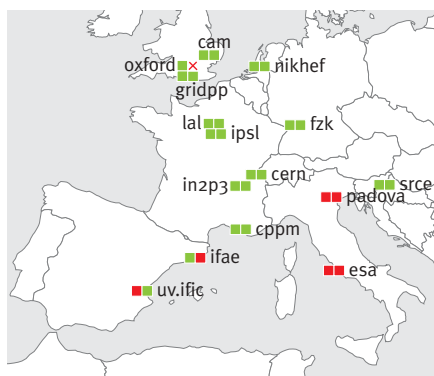 cam
oxford
nikhef
gridpp
lal
ipsl
fzk
cern
in2p3
srce
padova
cppm
ifae
esa
uv.ific